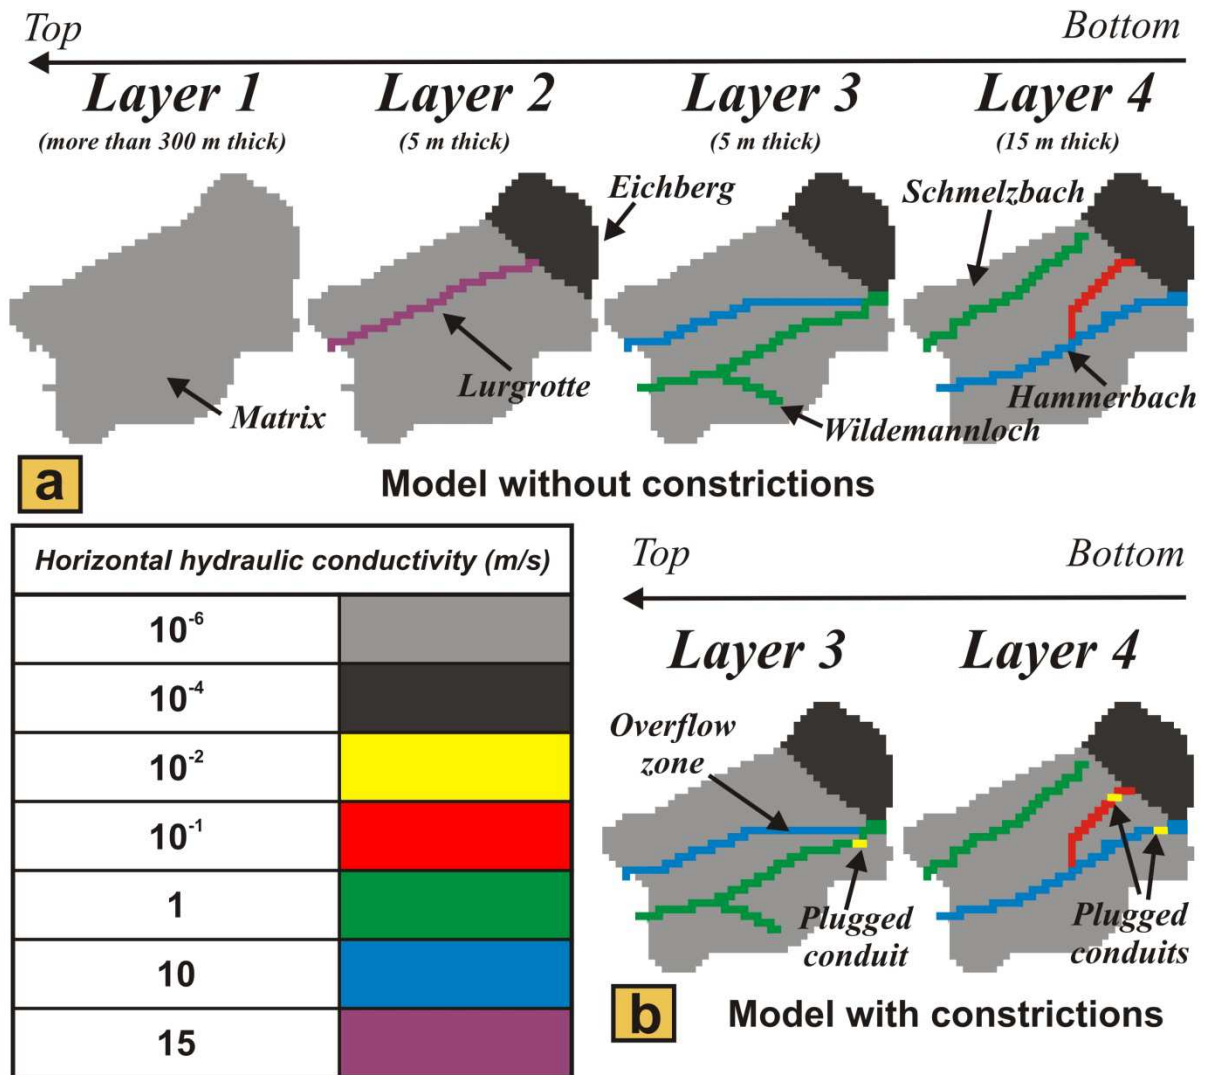 Top
Bottom
Layer 1
Layer 2
Layer 3
Layer 4
(more than 300 m thick)
(5 m thick)
(5 m thick)
(15 m thick)
Eichberg
Schmelzbach
Lurgrotte
Matrix
Hammerbach
Wildemannloch
a
Model without constrictions
Horizontal hydraulic conductivity (m/s)
10⁻⁶
10⁻⁴
10⁻²
10⁻¹
1
10
15
Top
Bottom
Layer 3
Layer 4
Overflow
zone
Plugged
conduit
Plugged
conduits
b
Model with constrictions